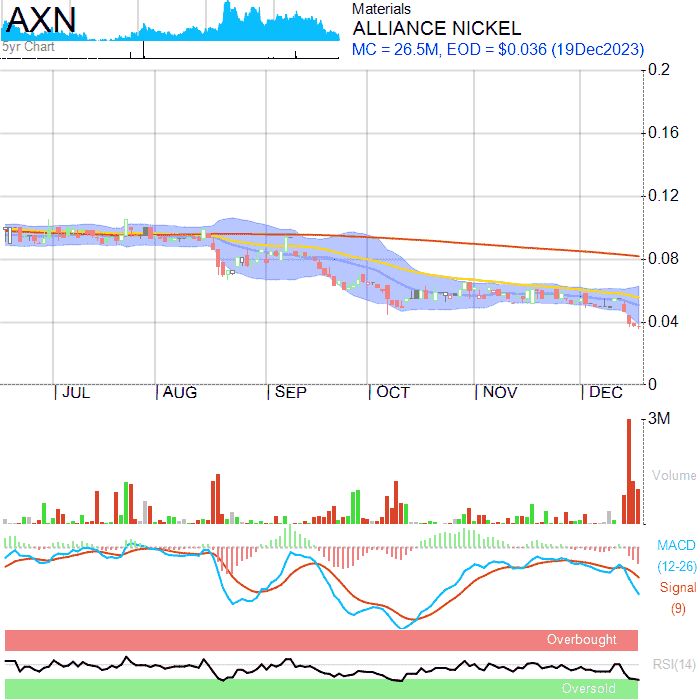 AXN
5yr Chart
Materials
ALLIANCE NICKEL
MC = 26.5M, EOD = $0.036 (19Dec2023)
0.2
0.16
0.12
0.08
0.04
0
JUL AUG SEP OCT NOV DEC
3M
Volume
MACD
(12-26)
Signal
(9)
Overbought
RSI(14)
Oversold